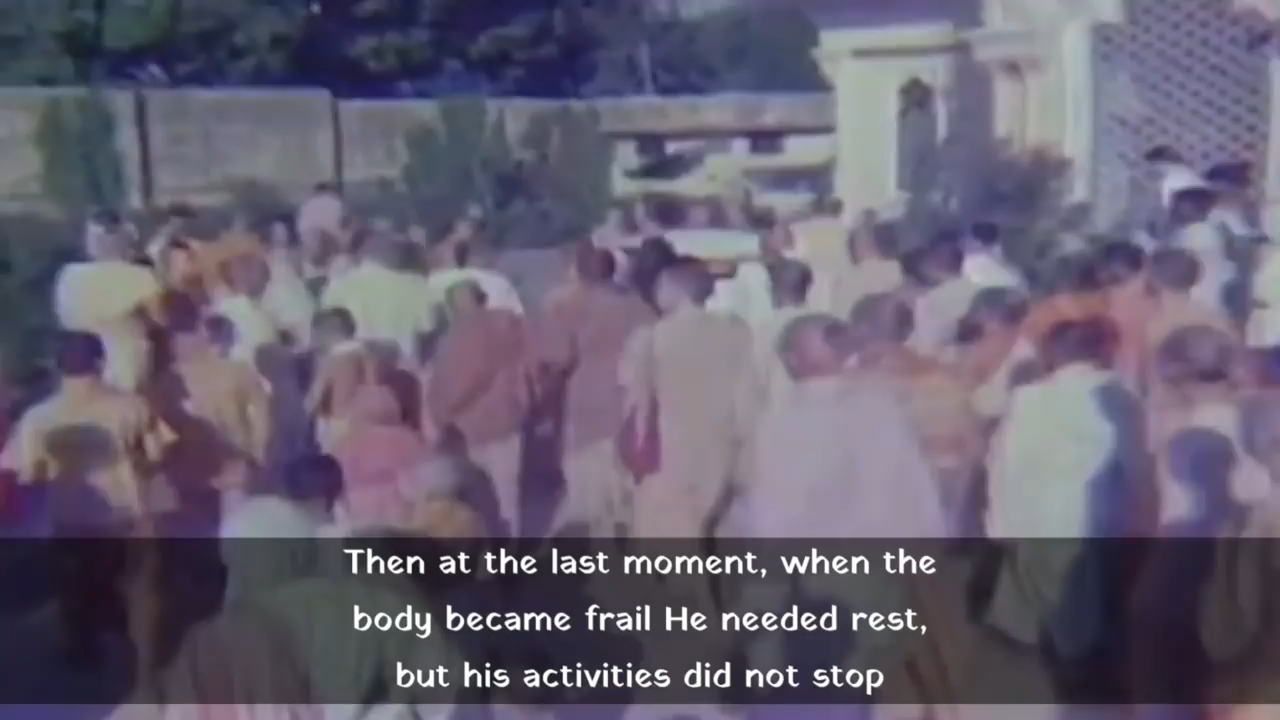 Then at the last moment, when the
body became frail He needed rest,
but his activities did not stop